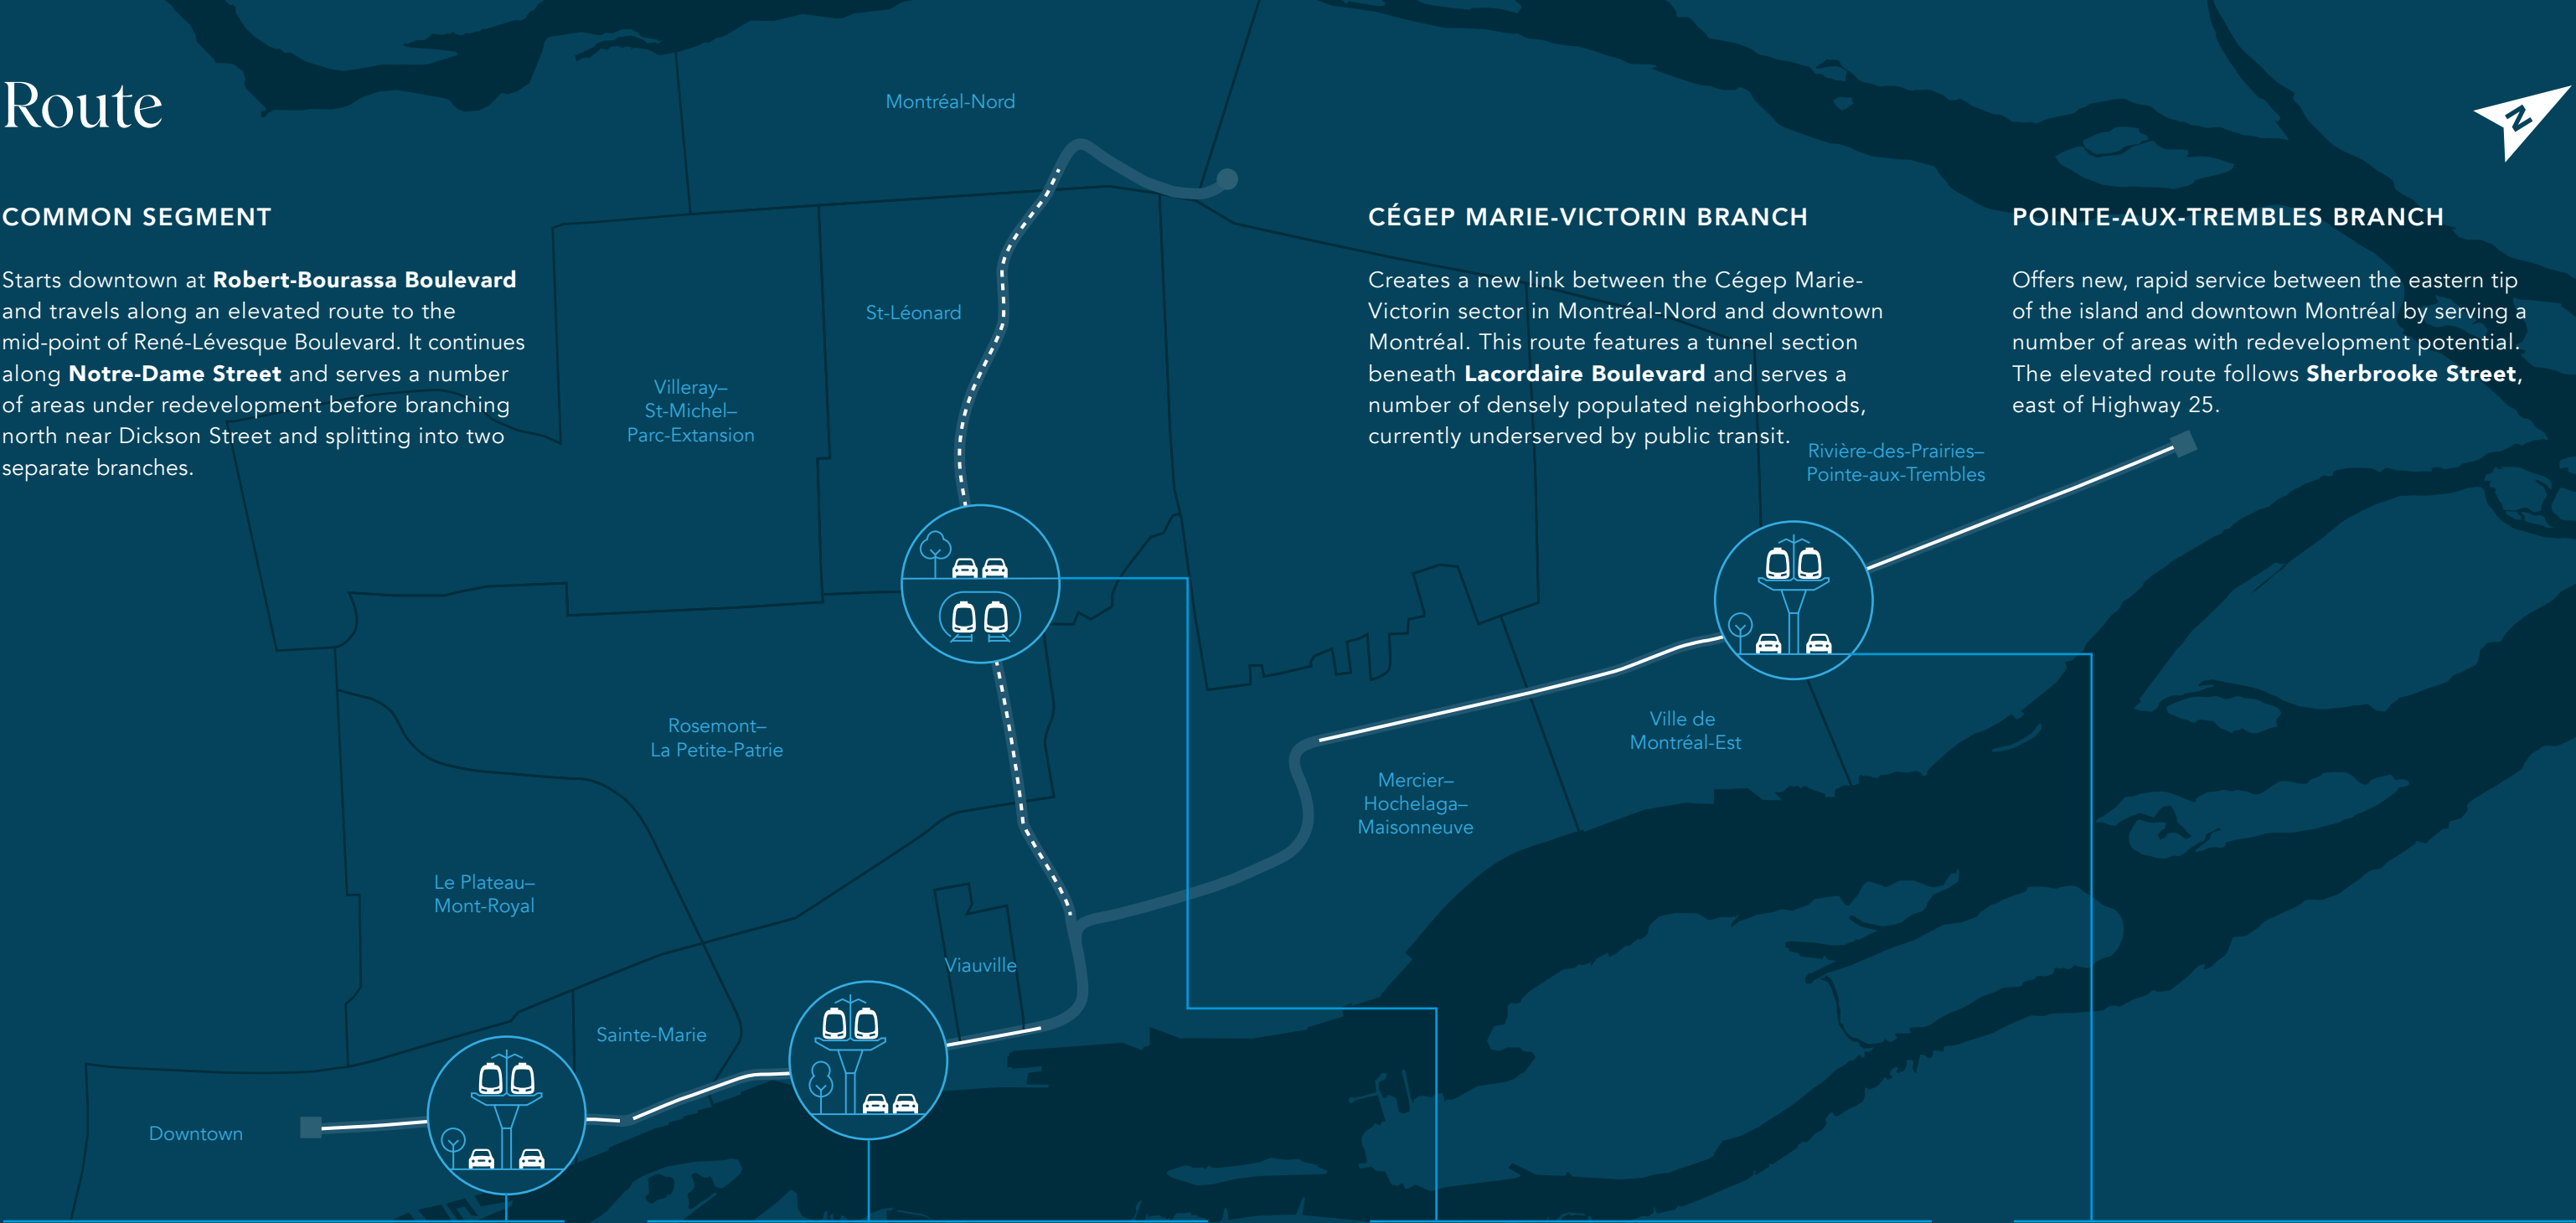 Route
COMMON SEGMENT
Starts downtown at Robert-Bourassa Boulevard
and travels along an elevated route to the
mid-point of René-Lévesque Boulevard. It continues
along Notre-Dame Street and serves a number
of areas under redevelopment before branching
north near Dickson Street and splitting into two
separate branches.
CÉGEP MARIE-VICTORIN BRANCH
Creates a new link between the Cégep Marie-
Victorin sector in Montréal-Nord and downtown
Montréal. This route features a tunnel section
beneath Lacordaire Boulevard and serves a
number of densely populated neighborhoods,
currently underserved by public transit.
POINTE-AUX-TREMBLES BRANCH
Offers new, rapid service between the eastern tip
of the island and downtown Montréal by serving a
number of areas with redevelopment potential.
The elevated route follows Sherbrooke Street,
east of Highway 25.
N
Montréal-Nord
St-Léonard
Villeray–
St-Michel–
Parc-Extansion
Rivière-des-Prairies–
Pointe-aux-Trembles
Rosemont–
La Petite-Patrie
Ville de
Montréal-Est
Mercier–
Hochelaga–
Maisonneuve
Le Plateau–
Mont-Royal
Viauville
Sainte-Marie
Downtown